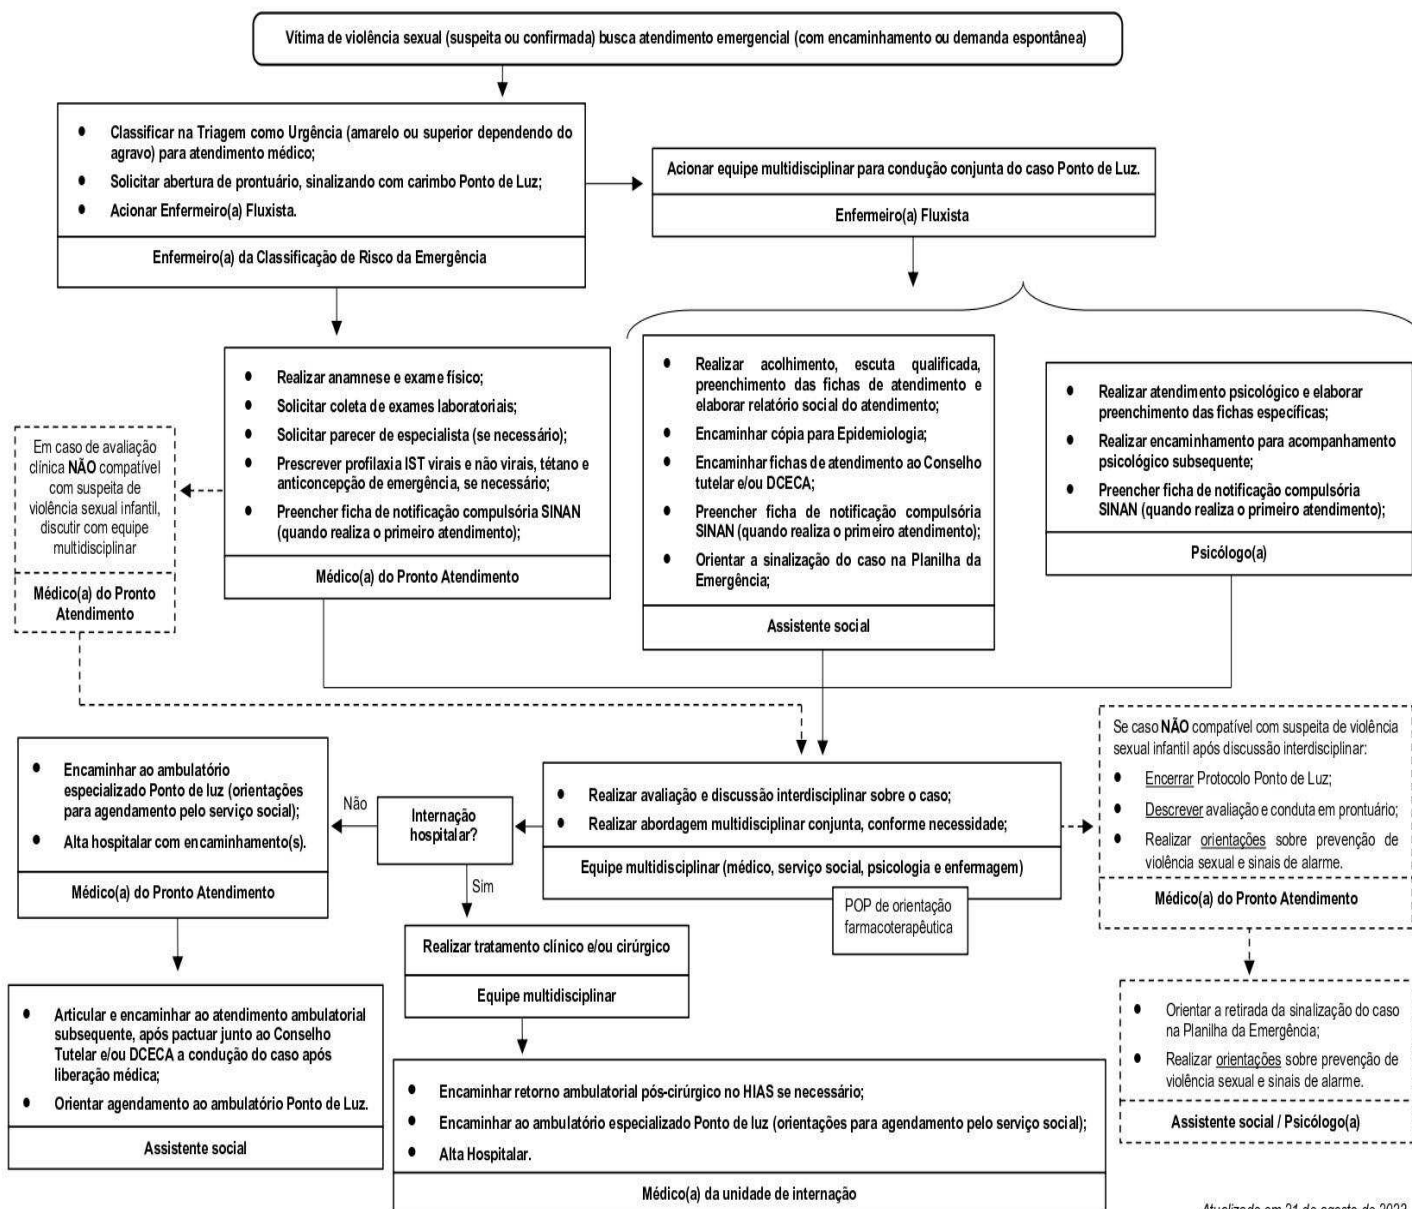 Vítima de violência sexual (suspeita ou confirmada) busca atendimento emergencial (com encaminhamento ou demanda espontânea)
● Classificar na Triagem como Urgência (amarelo ou superior dependendo do
agravo) para atendimento médico;
● Solicitar abertura de prontuário, sinalizando com carimbo Ponto de Luz;
● Acionar Enfermeiro(a) Fluxista.
Enfermeiro(a) da Classificação de Risco da Emergência
Acionar equipe multidisciplinar para condução conjunta do caso Ponto de Luz.
Enfermeiro(a) Fluxista
● Realizar anamnese e exame físico;
● Solicitar coleta de exames laboratoriais;
● Solicitar parecer de especialista (se necessário);
● Prescrever profilaxia IST virais e não virais, tétano e
anticoncepção de emergência, se necessário;
● Preencher ficha de notificação compulsória SINAN
(quando realiza o primeiro atendimento);
Médico(a) do Pronto Atendimento
● Realizar acolhimento, escuta qualificada,
preenchimento das fichas de atendimento e
elaborar relatório social do atendimento;
● Encaminhar cópia para Epidemiologia;
● Encaminhar fichas de atendimento ao Conselho
tutelar e/ou DCECA;
● Preencher ficha de notificação compulsória
SINAN (quando realiza o primeiro atendimento);
● Orientar a sinalização do caso na Planilha da
Emergência;
Assistente social
● Realizar atendimento psicológico e elaborar
preenchimento das fichas específicas;
● Realizar encaminhamento para acompanhamento
psicológico subsequente;
● Preencher ficha de notificação compulsória
SINAN (quando realiza o primeiro atendimento);
Psicólogo(a)
Em caso de avaliação
clínica NÃO compatível
com suspeita de
violência sexual infantil,
discutir com equipe
multidisciplinar
Médico(a) do Pronto
Atendimento
● Realizar avaliação e discussão interdisciplinar sobre o caso;
● Realizar abordagem multidisciplinar conjunta, conforme necessidade;
Equipe multidisciplinar (médico, serviço social, psicologia e enfermagem)
POP de orientação
farmacoterapêutica
Se caso NÃO compatível com suspeita de violência
sexual infantil após discussão interdisciplinar:
● Encerrar Protocolo Ponto de Luz;
● Descrever avaliação e conduta em prontuário;
● Realizar orientações sobre prevenção de
violência sexual e sinais de alarme.
Médico(a) do Pronto Atendimento
● Orientar a retirada da sinalização do caso
na Planilha da Emergência;
● Realizar orientações sobre prevenção de
violência sexual e sinais de alarme.
Assistente social / Psicólogo(a)
Internação
hospitalar?
Não
Sim
● Encaminhar ao ambulatório
especializado Ponto de luz (orientações
para agendamento pelo serviço social);
● Alta hospitalar com encaminhamento(s).
Médico(a) do Pronto Atendimento
● Articular e encaminhar ao atendimento ambulatorial
subsequente, após pactuar junto ao Conselho
Tutelar e/ou DCECA a condução do caso após
liberação médica;
● Orientar agendamento ao ambulatório Ponto de Luz.
Assistente social
Realizar tratamento clínico e/ou cirúrgico
Equipe multidisciplinar
● Encaminhar retorno ambulatorial pós-cirúrgico no HIAS se necessário;
● Encaminhar ao ambulatório especializado Ponto de luz (orientações para agendamento pelo serviço social);
● Alta Hospitalar.
Médico(a) da unidade de internação
Atualizado em 21 de agosto de 2023